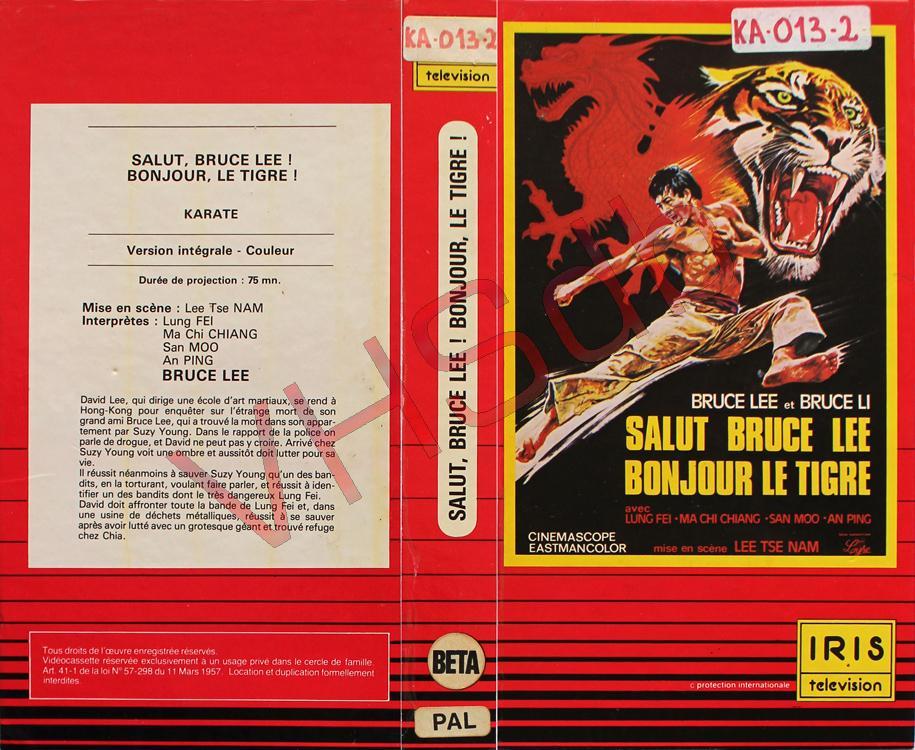 SALUT, BRUCE LEE !
BONJOUR, LE TIGRE !
KARATE
Version intégrale - Couleur
Durée de projection : 75 mn.
Mise en scène : Lee Tse NAM
Interprètes : Lung FEI
Ma Chi CHIANG
San MOO
An PING
BRUCE LEE
David Lee, qui dirige une école d'art martiaux, se rend à
Hong-Kong pour enquêter sur l'étrange mort de son
grand ami Bruce Lee, qui a trouvé la mort dans son appar-
tement par Suzy Young. Dans le rapport de la police on
parle de drogue, et David ne peut pas y croire. Arrivé chez
Suzy Young voit une ombre et aussitôt doit lutter pour sa
vie.
Il réussit néanmoins à sauver Suzy Young qu'un des ban-
dits, en la torturant, voulant faire parler, et réussit à iden-
tifier un des bandits dont le très dangereux Lung Fei.
David doit affronter toute la bande de Lung Fei et, dans
une usine de déchets métalliques, réussit à se sauver
après avoir lutté avec un grotesque géant et trouvé refuge
chez Chia.
Tous droits de l'œuvre enregistrée réservés.
Vidéocassette réservée exclusivement à un usage privé dans le cercle de famille.
Art. 41-1 de la loi N° 57-298 du 11 Mars 1957. Location et duplication formellement
interdites.
KA-013-2
television
SALUT, BRUCE LEE ! BONJOUR, LE TIGRE !
BETA
PAL
KA-013-2
BRUCE LEE et BRUCE LI
SALUT BRUCE LEE
BONJOUR LE TIGRE
avec
LUNG FEI · MA CHI CHIANG · SAN MOO · AN PING
CINEMASCOPE
EASTMANCOLOR
mise en scène LEE TSE NAM
Loyre
IRIS
television
c protection internationale
VHSdb